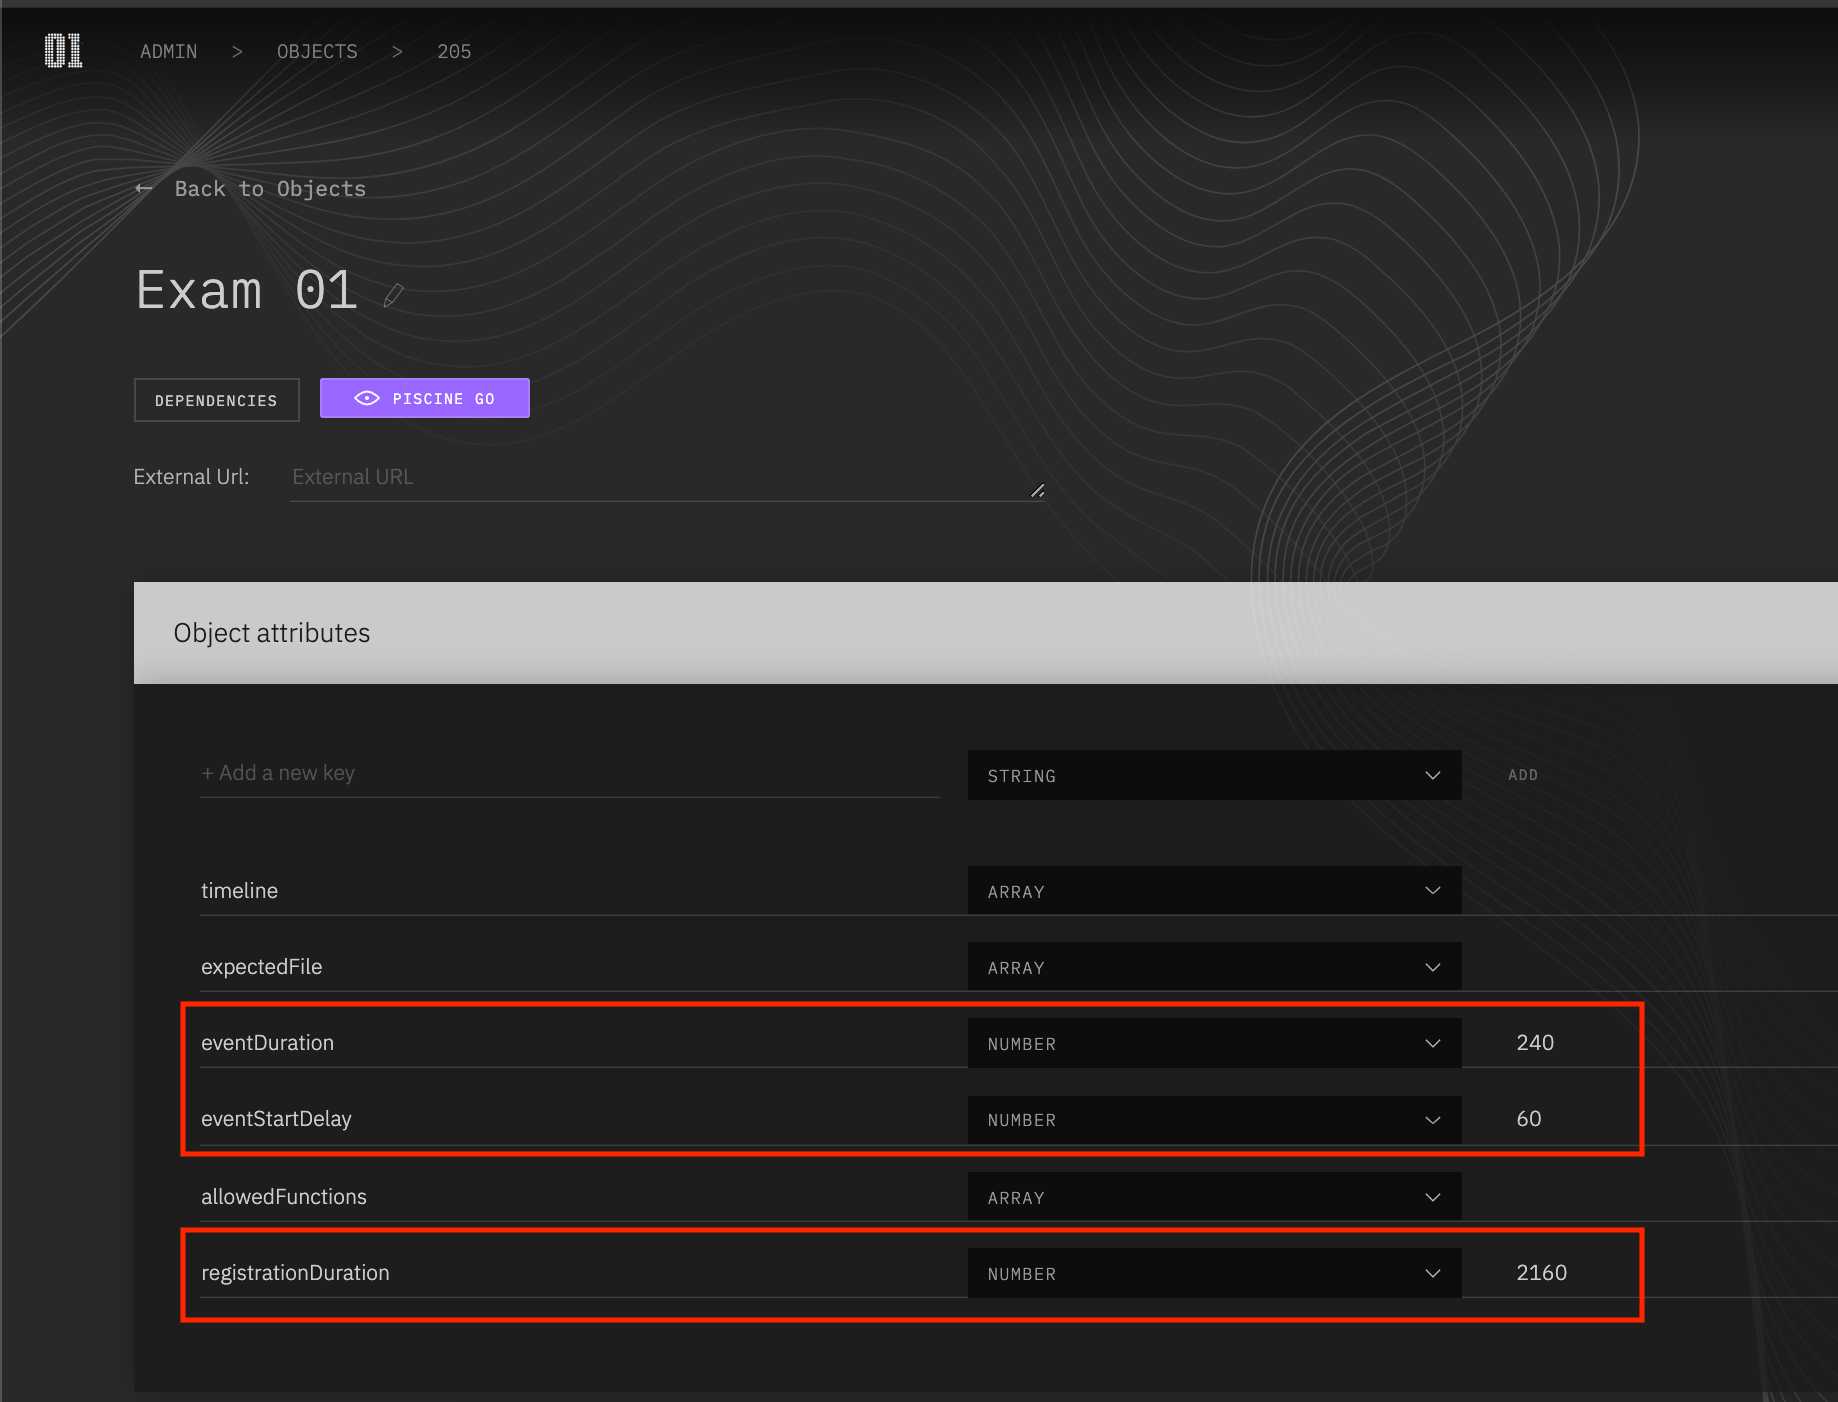 01 ADMIN > OBJECTS > 205
← Back to Objects
Exam 01
DEPENDENCIES PISCINE GO
External Url: External URL
Object attributes
+ Add a new key STRING ADD
timeline ARRAY
expectedFile ARRAY
eventDuration NUMBER 240
eventStartDelay NUMBER 60
allowedFunctions ARRAY
registrationDuration NUMBER 2160